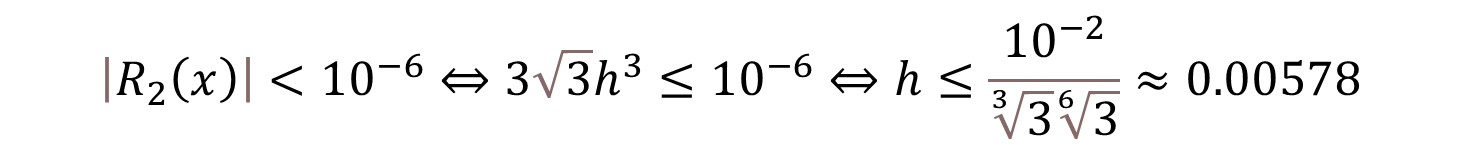 |R₂(x)| < 10⁻⁶ ⇔ 3√3h³ ≤ 10⁻⁶ ⇔ h ≤ 10⁻² / (∛3 ⁶√3) ≈ 0.00578